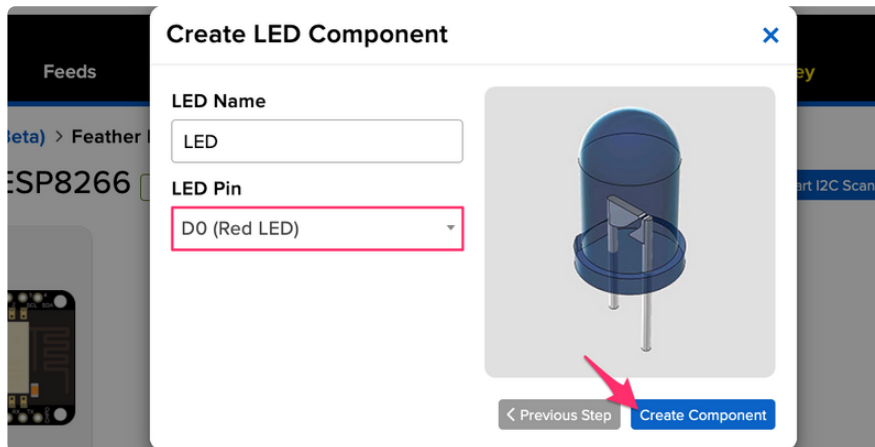 Create LED Component
Feeds
ey
LED Name
LED
Beta) > Feather
ESP8266
LED Pin
art I2C Scan
D0 (Red LED)
< Previous Step
Create Component